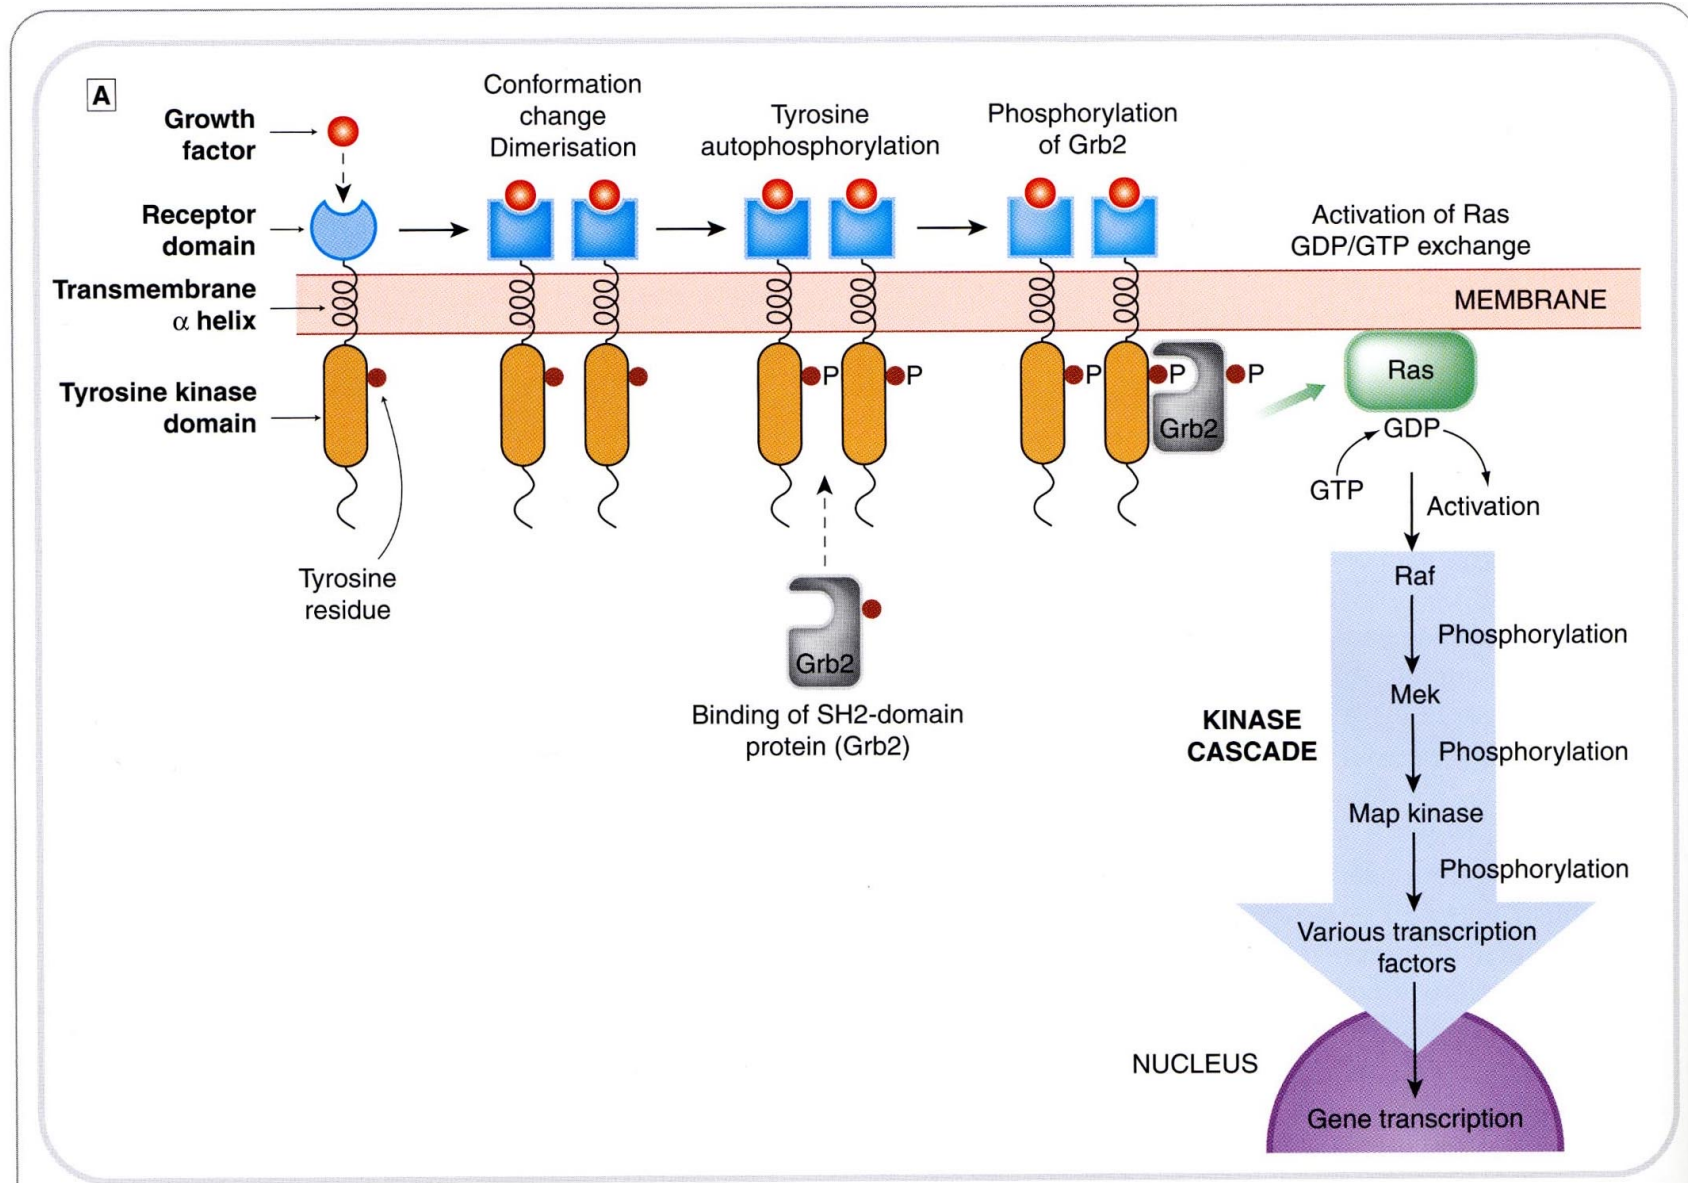 A
Growth
factor
Receptor
domain
Transmembrane
α helix
Tyrosine kinase
domain
Tyrosine
residue
Conformation
change
Dimerisation
Tyrosine
autophosphorylation
P
P
Grb2
Binding of SH2-domain
protein (Grb2)
Phosphorylation
of Grb2
P
P
P
Grb2
Activation of Ras
GDP/GTP exchange
MEMBRANE
Ras
GDP
GTP
Activation
Raf
Phosphorylation
Mek
KINASE
CASCADE
Phosphorylation
Map kinase
Phosphorylation
Various transcription
factors
NUCLEUS
Gene transcription